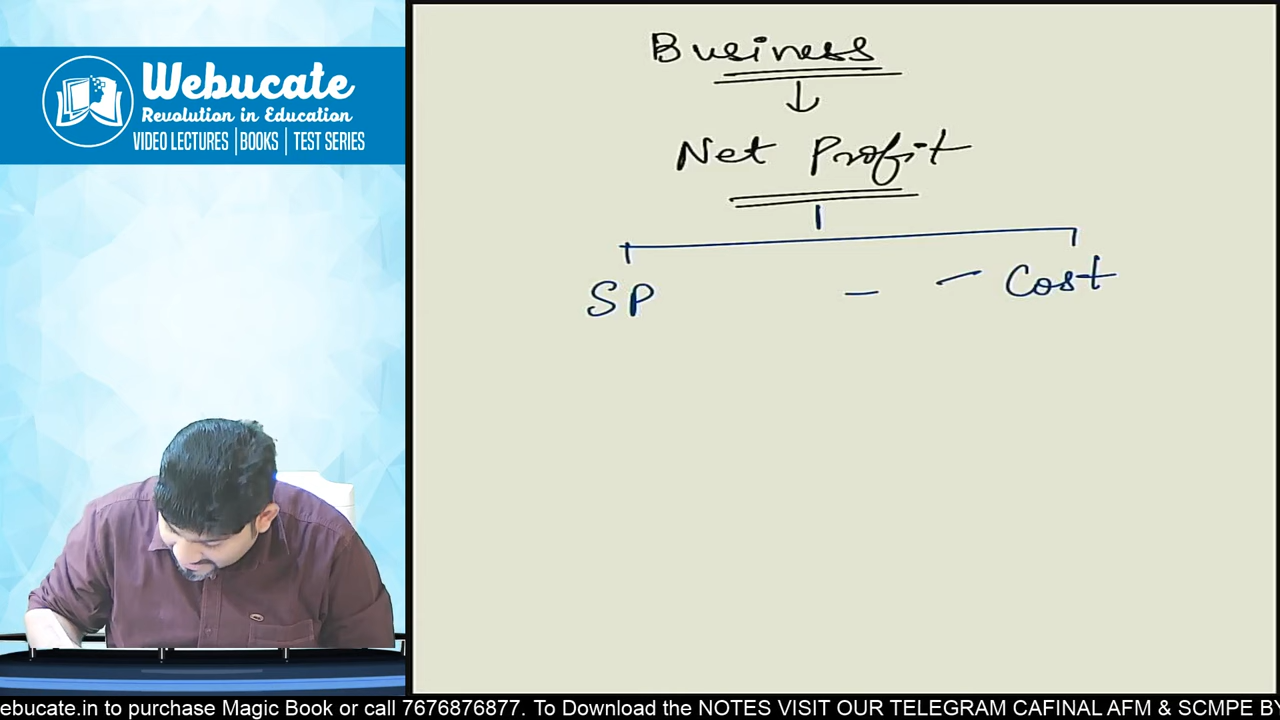 Webucate
Revolution in Education
VIDEO LECTURES | BOOKS | TEST SERIES
Business
Net Profit
SP - - Cost
ebucate.in to purchase Magic Book or call 7676876877. To Download the NOTES VISIT OUR TELEGRAM CAFINAL AFM & SCMPE BY